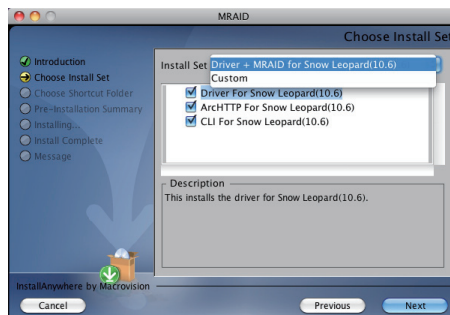 MRAID
Choose Install Set
Introduction
Choose Install Set
Choose Shortcut Folder
Pre-Installation Summary
Installing...
Install Complete
Message
Install Set
Driver + MRAID for Snow Leopard(10.6)
Custom
Driver For Snow Leopard(10.6)
ArcHTTP For Snow Leopard(10.6)
CLI For Snow Leopard(10.6)
Description
This installs the driver for Snow Leopard(10.6).
InstallAnywhere by Macrovision
Cancel
Previous
Next